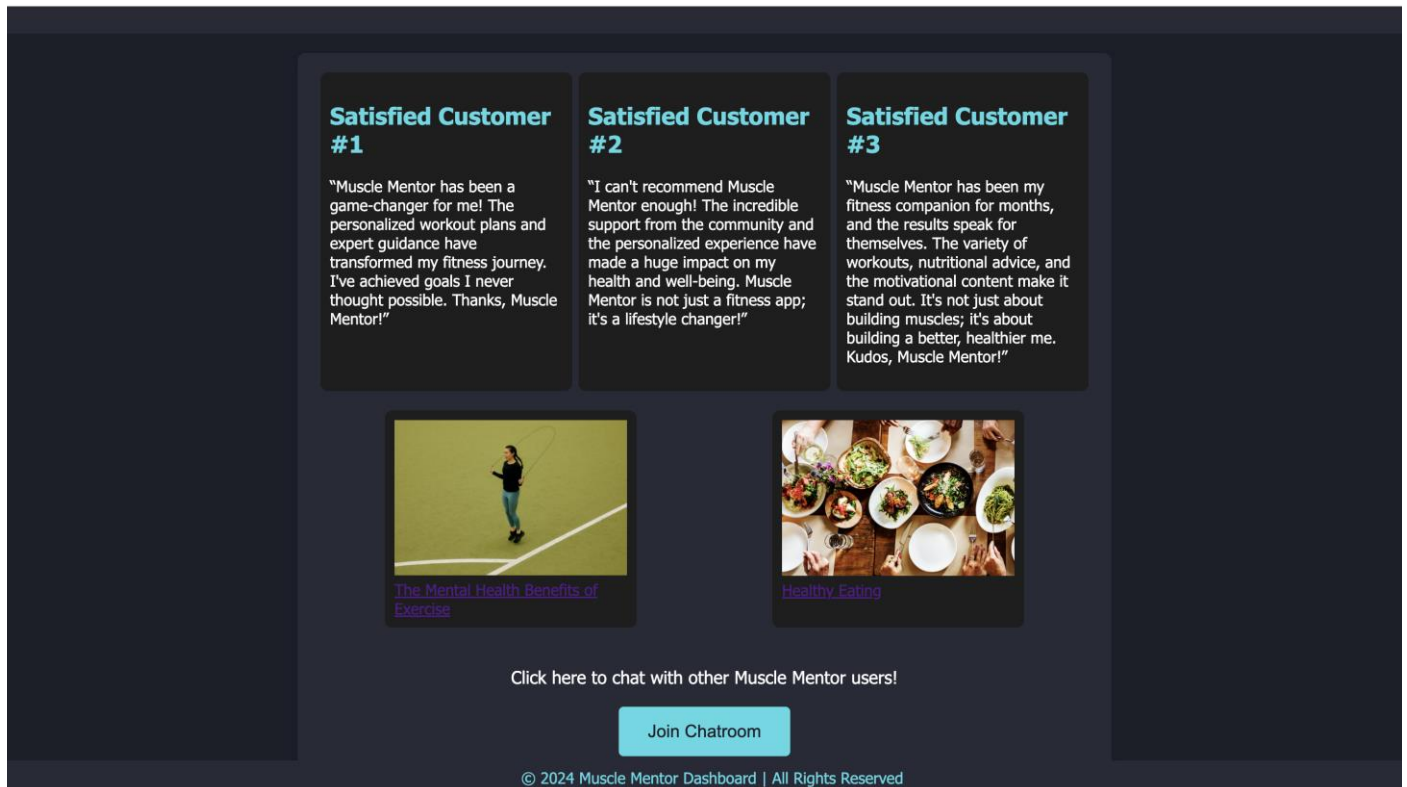 Satisfied Customer
#1
“Muscle Mentor has been a
game-changer for me! The
personalized workout plans and
expert guidance have
transformed my fitness journey.
I've achieved goals I never
thought possible. Thanks, Muscle
Mentor!”
Satisfied Customer
#2
“I can't recommend Muscle
Mentor enough! The incredible
support from the community and
the personalized experience have
made a huge impact on my
health and well-being. Muscle
Mentor is not just a fitness app;
it's a lifestyle changer!”
Satisfied Customer
#3
“Muscle Mentor has been my
fitness companion for months,
and the results speak for
themselves. The variety of
workouts, nutritional advice, and
the motivational content make it
stand out. It's not just about
building muscles; it's about
building a better, healthier me.
Kudos, Muscle Mentor!”
The Mental Health Benefits of
Exercise
Healthy Eating
Click here to chat with other Muscle Mentor users!
Join Chatroom
© 2024 Muscle Mentor Dashboard | All Rights Reserved